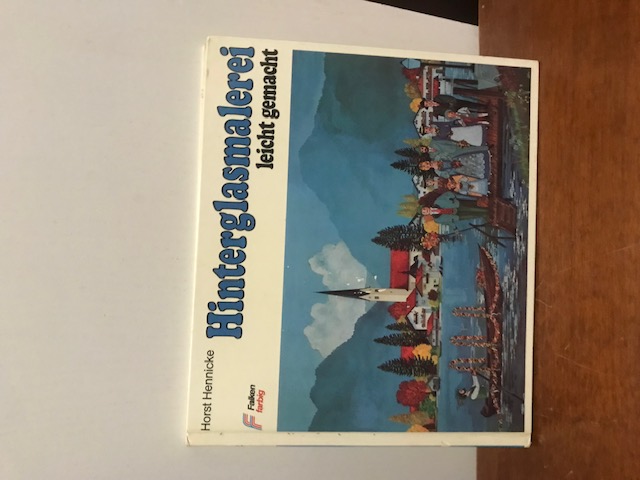 Horst Hennicke
Hinterglasmalerei
leicht gemacht
Falken
farbig